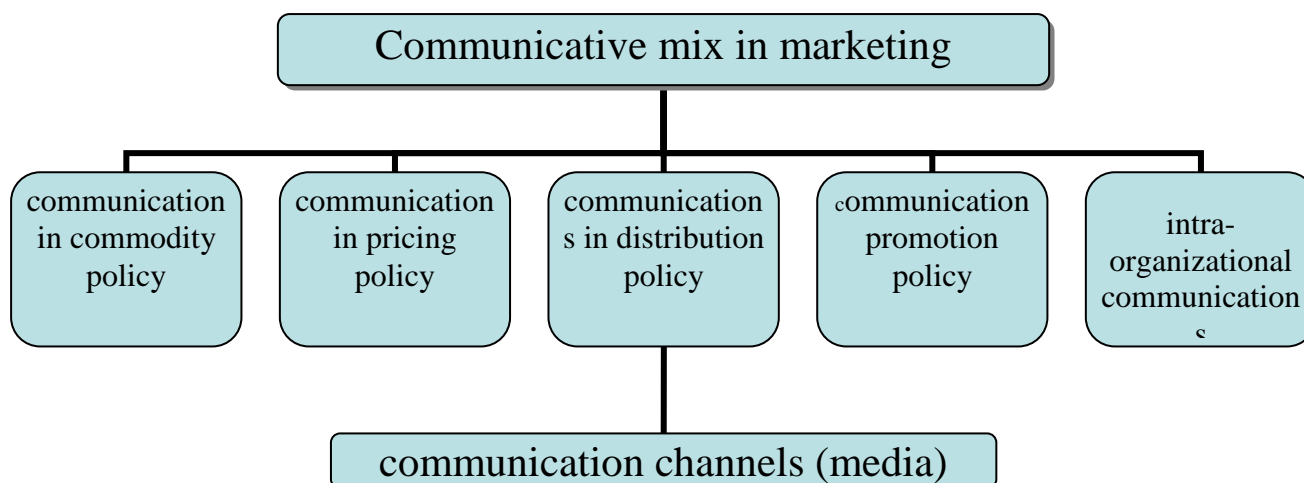 Communicative mix in marketing
communication
in commodity
policy
communication
in pricing
policy
communication
s in distribution
policy
communication
promotion
policy
intra-
organizational
communication
s
communication channels (media)